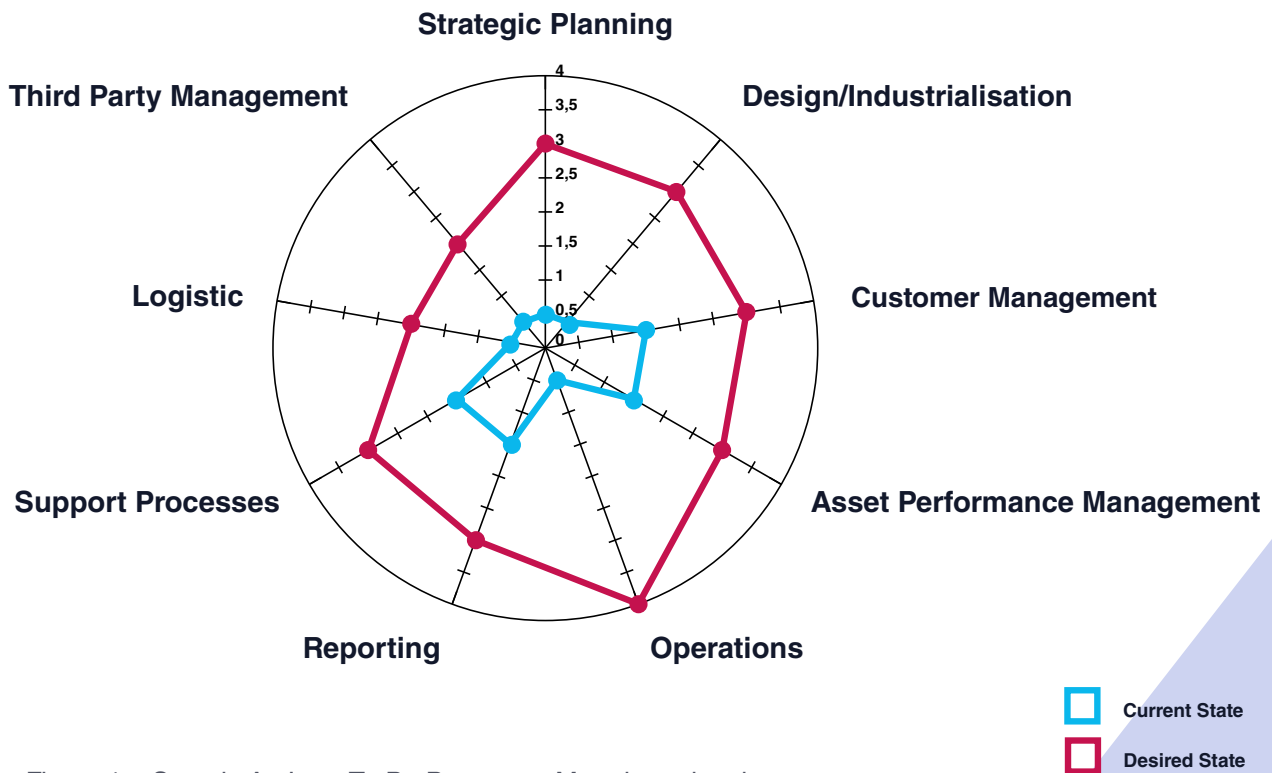 Strategic Planning
Third Party Management
Design/Industrialisation
4
3,5
3
2,5
2
1,5
1
0,5
0
Logistic
Customer Management
Support Processes
Asset Performance Management
Reporting
Operations
Current State
Desired State